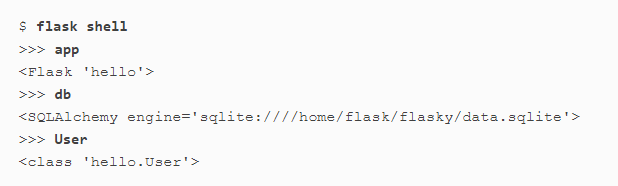 $ flask shell
>>> app
<Flask 'hello'>
>>> db
<SQLAlchemy engine='sqlite:////home/flask/flasky/data.sqlite'>
>>> User
<class 'hello.User'>